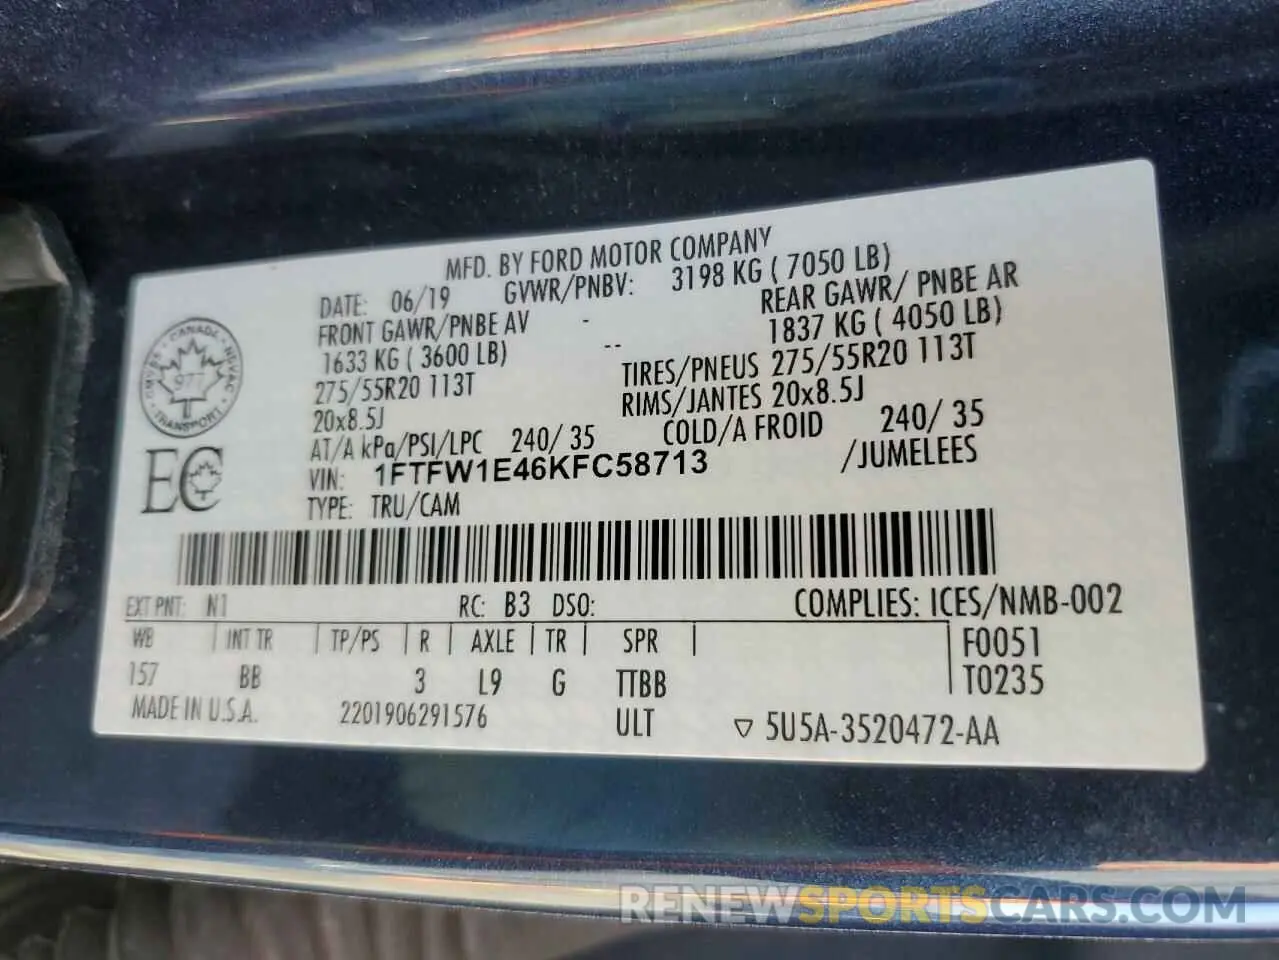 MFD. BY FORD MOTOR COMPANY
DATE: 06/19 GVWR/PNBV: 3198 KG ( 7050 LB)
FRONT GAWR/PNBE AV - REAR GAWR/ PNBE AR
1633 KG ( 3600 LB) -- 1837 KG ( 4050 LB)
275/55R20 113T TIRES/PNEUS 275/55R20 113T
20x8.5J RIMS/JANTES 20x8.5J
AT/A kPa/PSI/LPC 240/ 35 COLD/A FROID 240/ 35
VIN: 1FTFW1E46KFC58713 /JUMELEES
TYPE: TRU/CAM
CANADA
977
TRANSPORT
CMVSS
NSVAC
EC
EXT PNT: N1 RC: B3 DSO: COMPLIES: ICES/NMB-002
WB | INT TR | TP/PS | R | AXLE | TR | SPR | F0051
157 BB 3 L9 G TTBB T0235
MADE IN U.S.A. 2201906291576 ULT ▽ 5U5A-3520472-AA
RENEWSPORTSCARS.COM